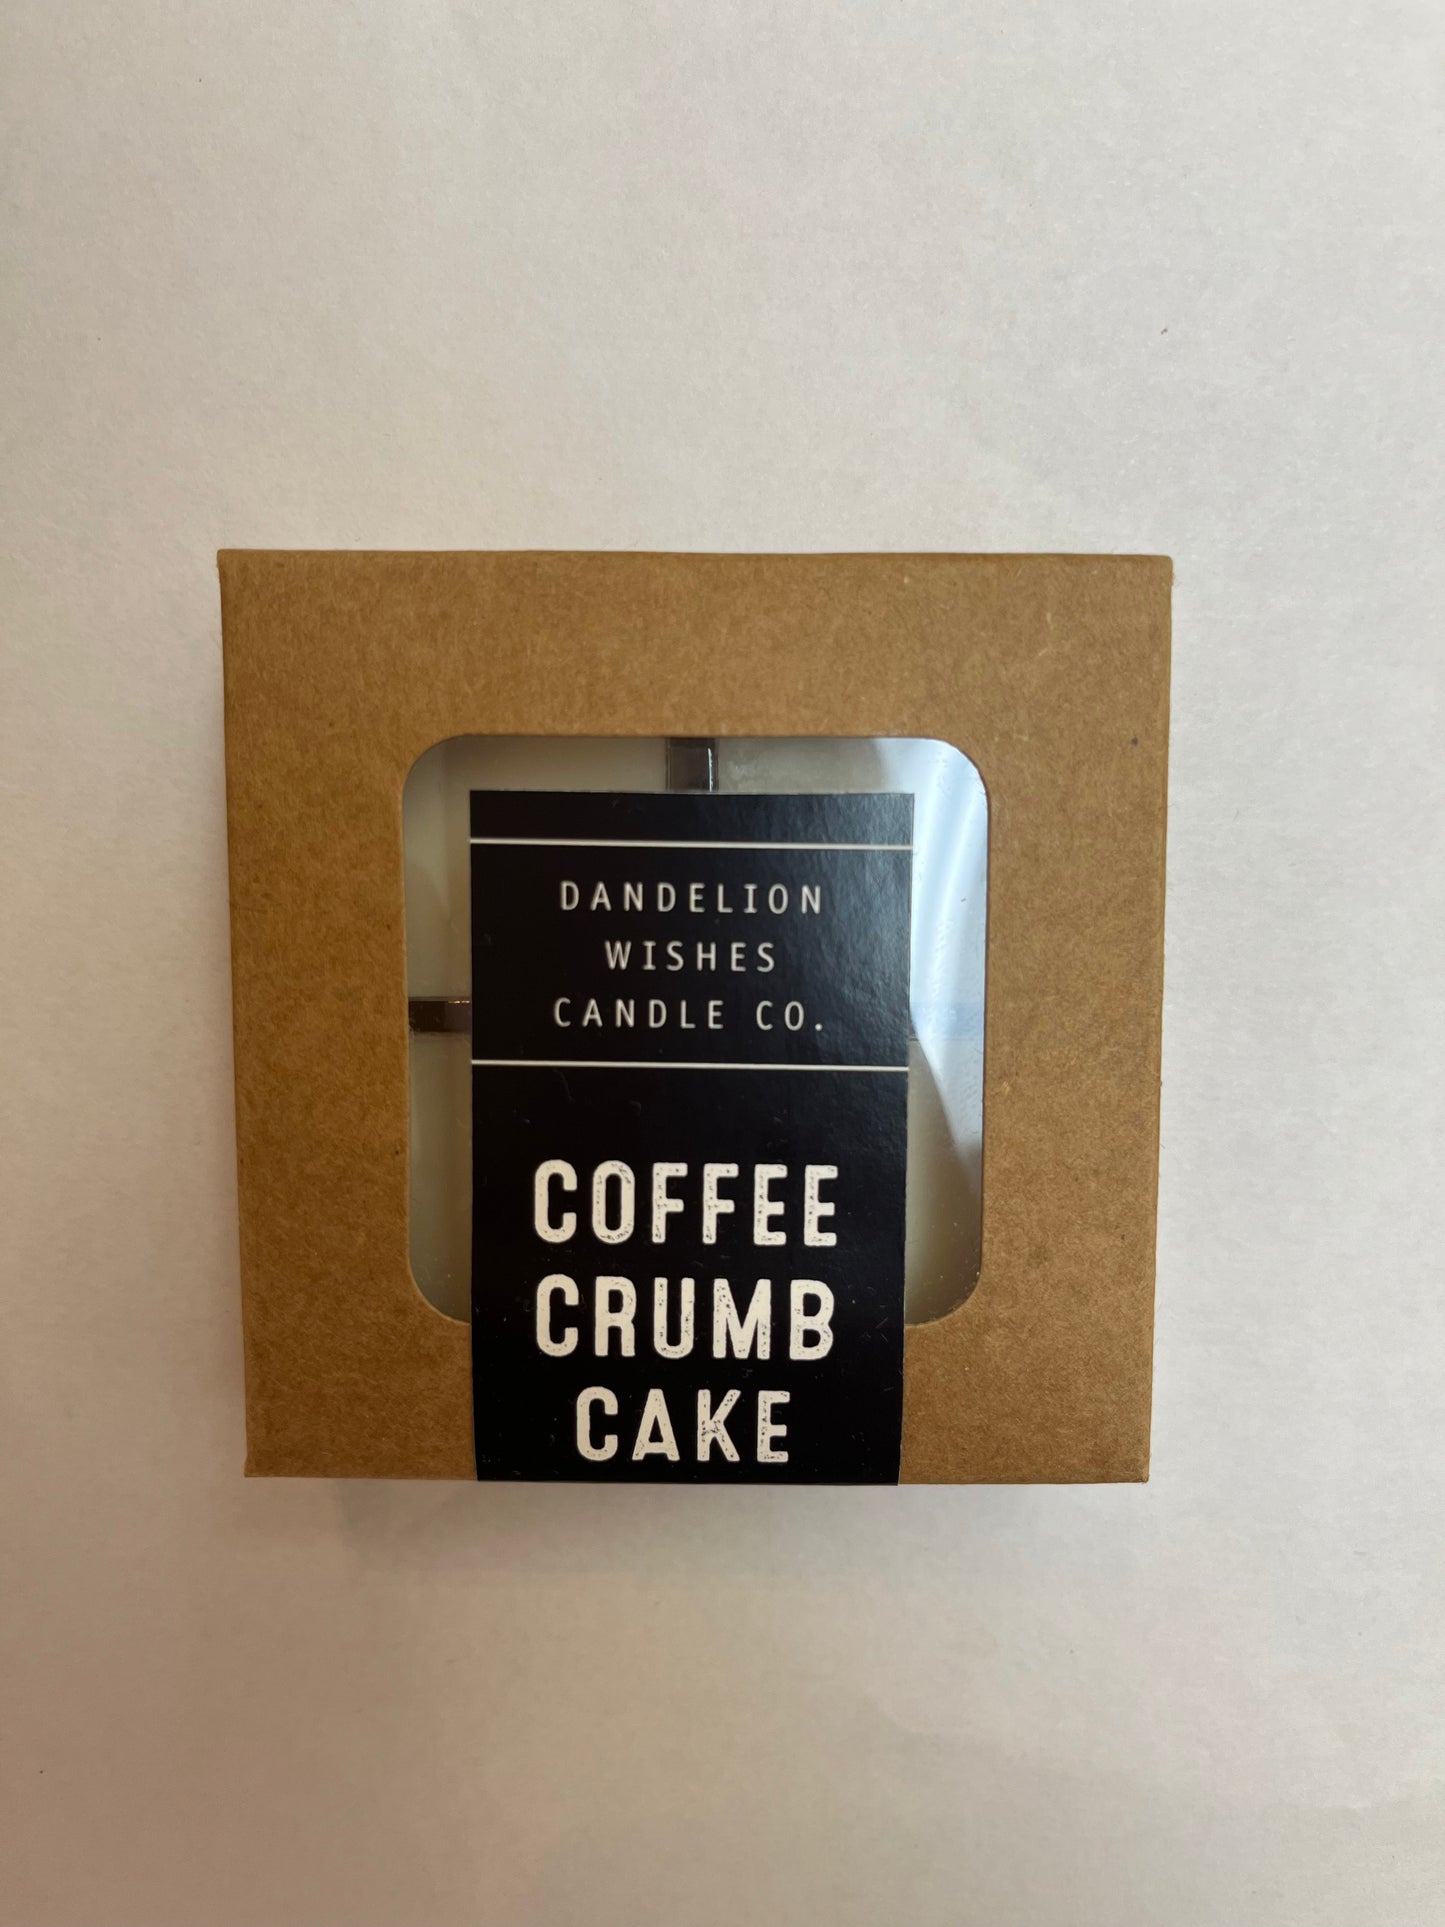 DANDELION
WISHES
CANDLE CO.
COFFEE
CRUMB
CAKE